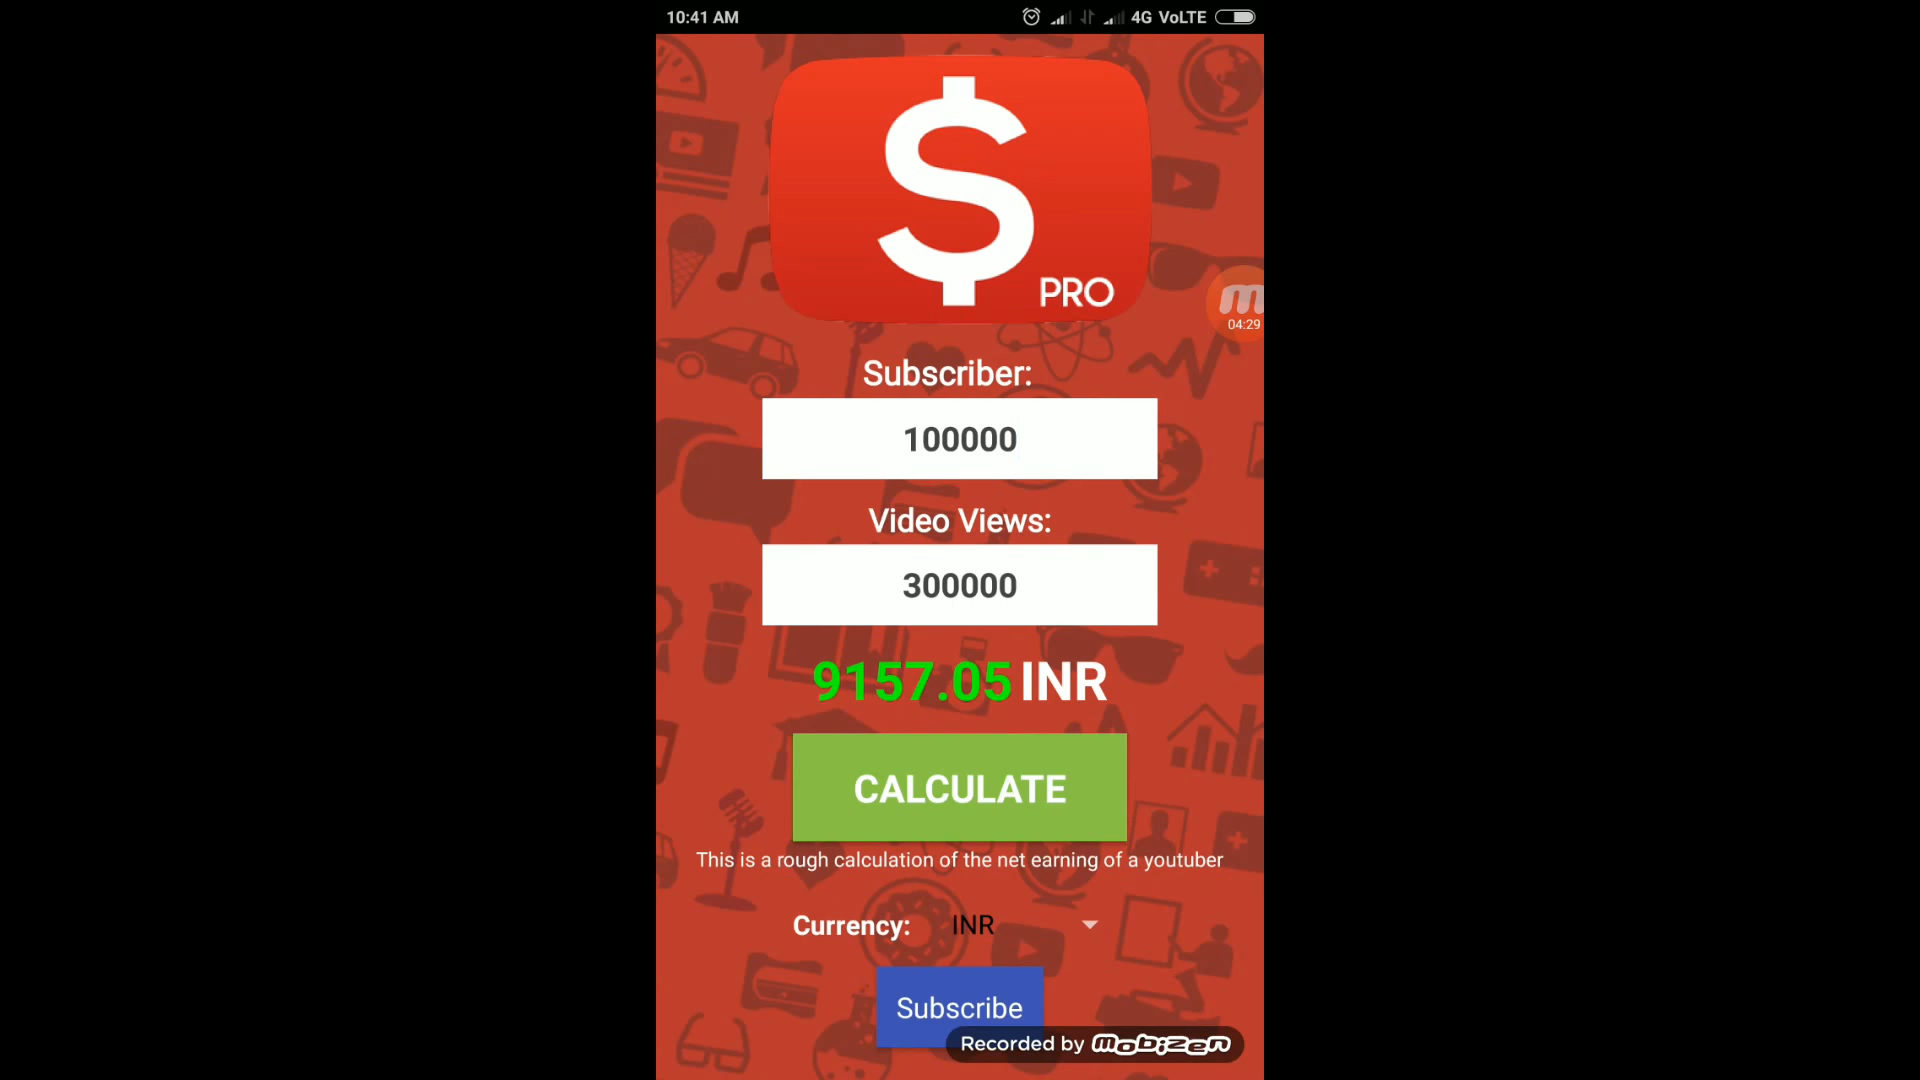 10:41 AM 4G VoLTE
$
PRO
04:29
Subscriber:
100000
Video Views:
300000
9157.05 INR
CALCULATE
This is a rough calculation of the net earning of a youtuber
Currency: INR
Subscribe
Recorded by mobizen